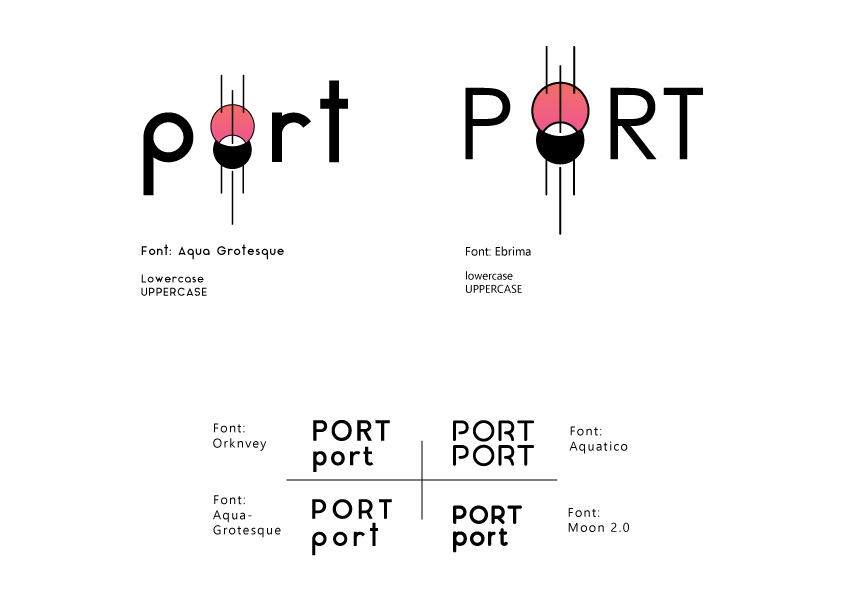 port
PORT
Font: Aqua Grotesque
Lowercase
UPPERCASE
Font: Ebrima
lowercase
UPPERCASE
Font:
Orknvey
PORT
port
PORT
PORT
Font:
Aquatico
Font:
Aqua-
Grotesque
PORT
port
PORT
port
Font:
Moon 2.0